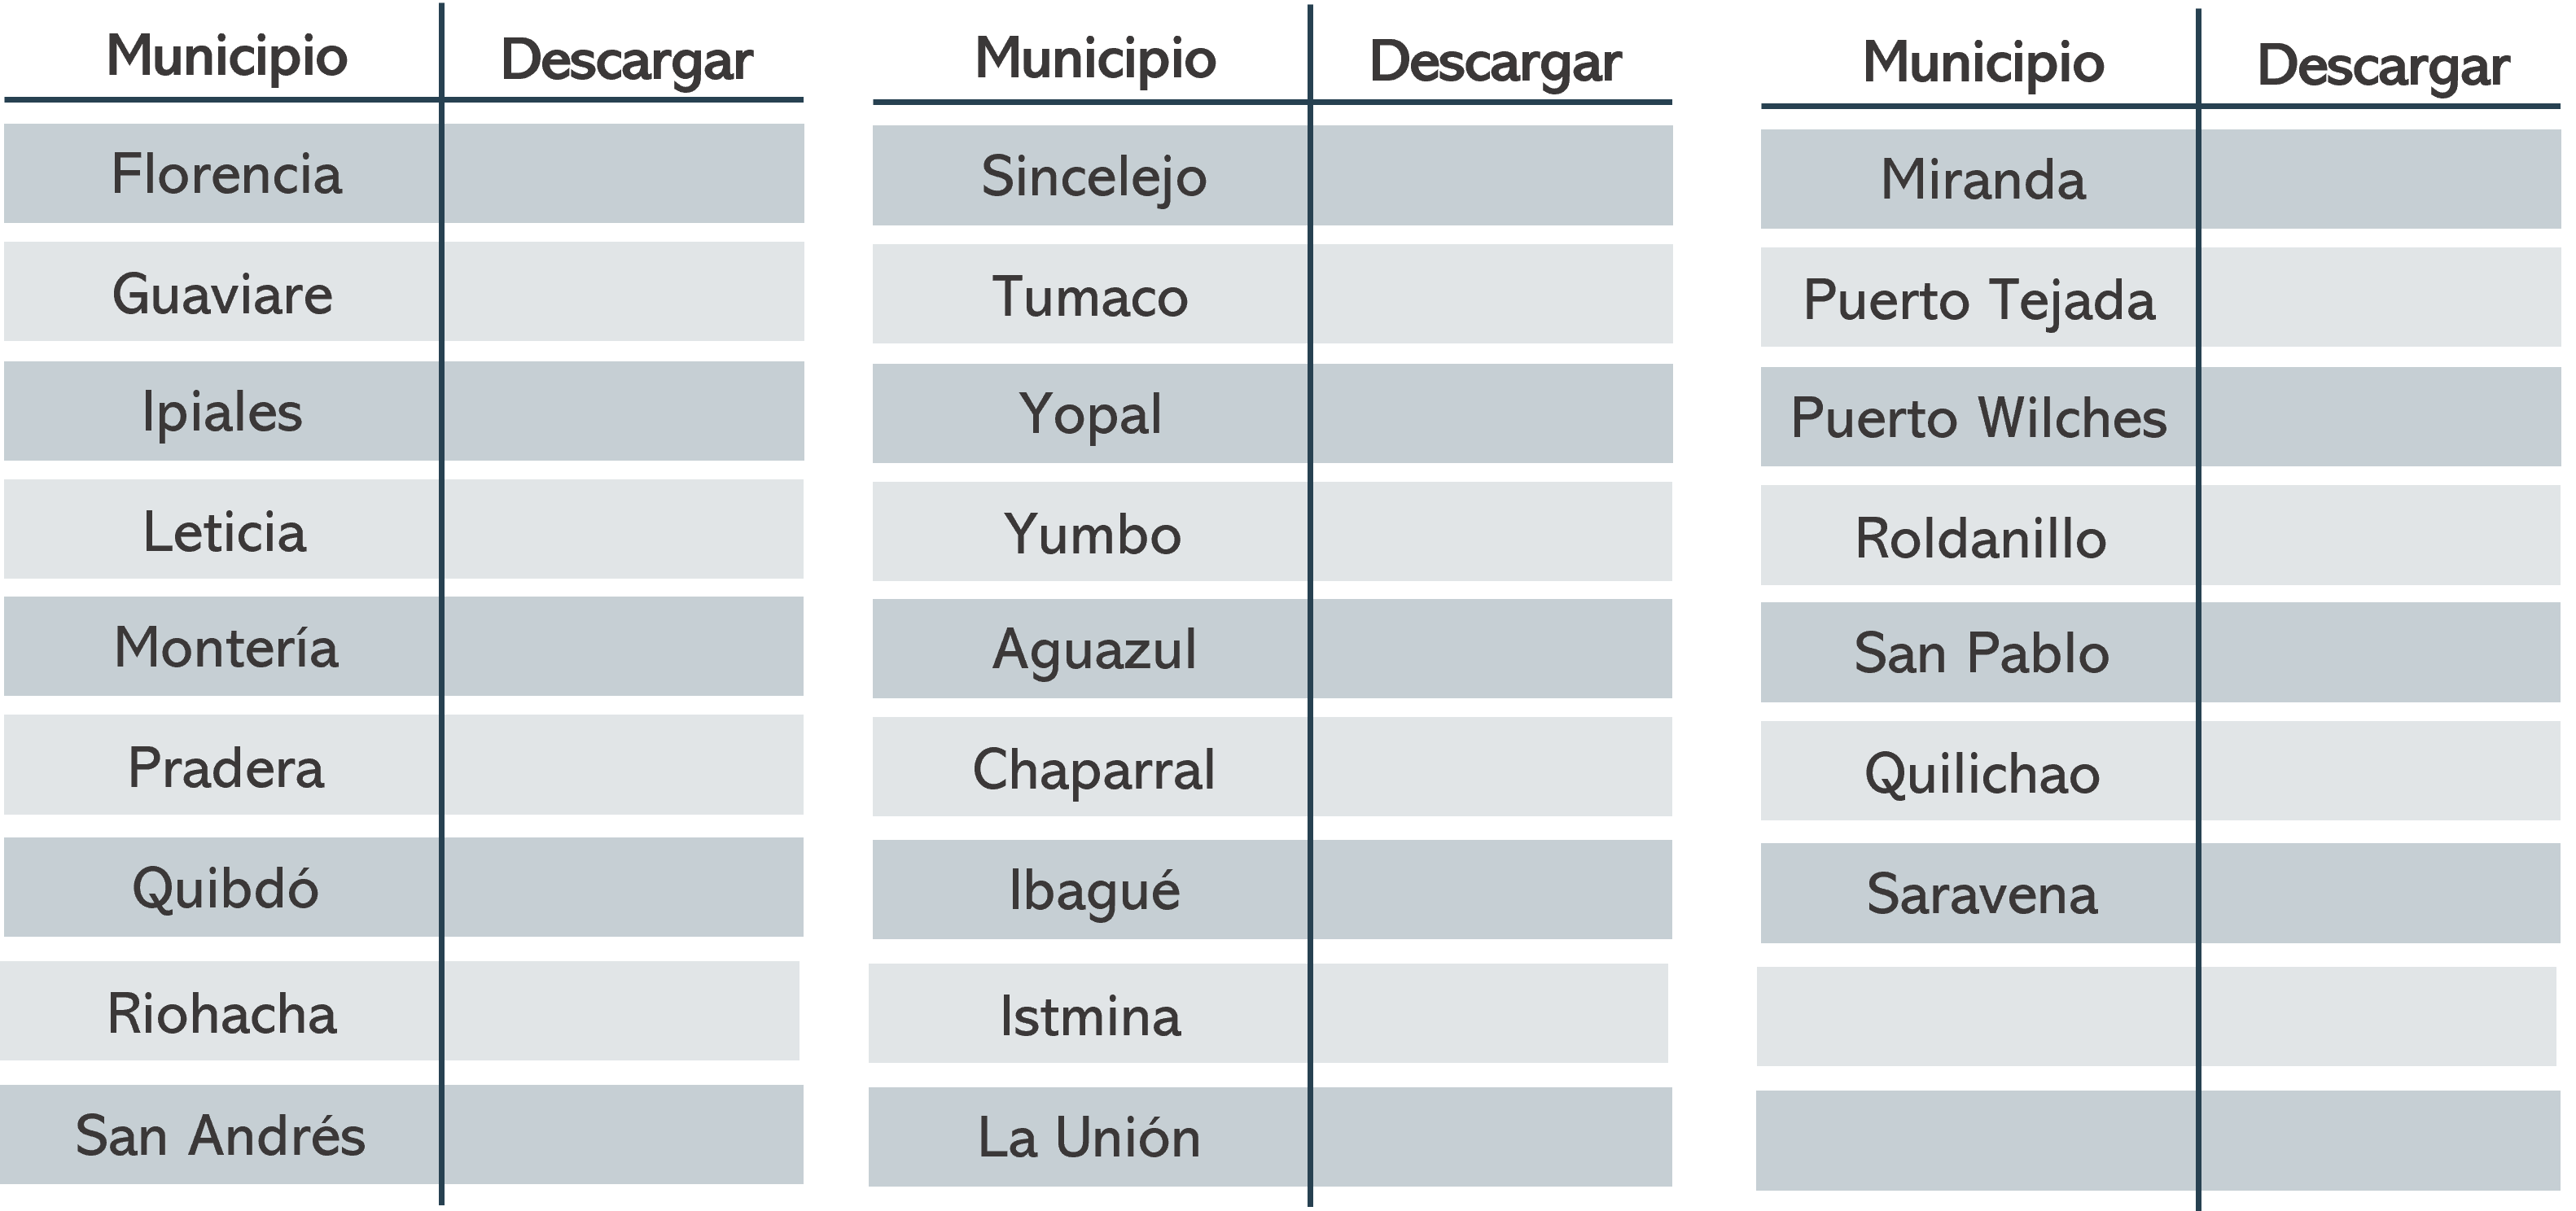 Municipio Descargar
Florencia
Guaviare
Ipiales
Leticia
Montería
Pradera
Quibdó
Riohacha
San Andrés
Municipio Descargar
Sincelejo
Tumaco
Yopal
Yumbo
Aguazul
Chaparral
Ibagué
Istmina
La Unión
Municipio Descargar
Miranda
Puerto Tejada
Puerto Wilches
Roldanillo
San Pablo
Quilichao
Saravena